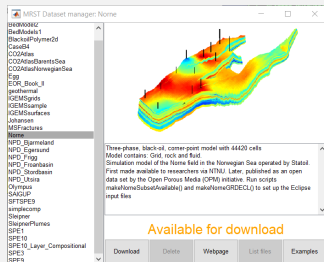 MRST Dataset manager: Norne
BedModels2
BedModels1
BlackoilPolymer2d
CaseB4
CO2Atlas
CO2AtlasBarentsSea
CO2AtlasNorwegianSea
Egg
EOR_Book_II
geothermal
IGEMSgrids
IGEMSsample
IGEMSsurfaces
Johansen
MSFractures
Norne
NPD_Bjarmeland
NPD_Egersund
NPD_Frigg
NPD_Froanbasin
NPD_Stordbasin
NPD_Utsira
Olympus
SAIGUP
SFTSPE9
simplecomp
Sleipner
SleipnerPlumes
SPE1
SPE10
SPE10_Layer_Compositional
SPE3
SPE9
Three-phase, black-oil, corner-point model with 44420 cells
Model contains: Grid, rock and fluid
Simulation model of the Norne field in the Norwegian Sea operated by Statoil.
First made available to researchers via NTNU. Later, published as an open
data set by the Open Porous Media (OPM) initiative. Run scripts
makeNorneSubsetAvailable() and makeNorneGRDECL() to set up the Eclipse
input files
Available for download
Download
Delete
Webpage
List files
Examples